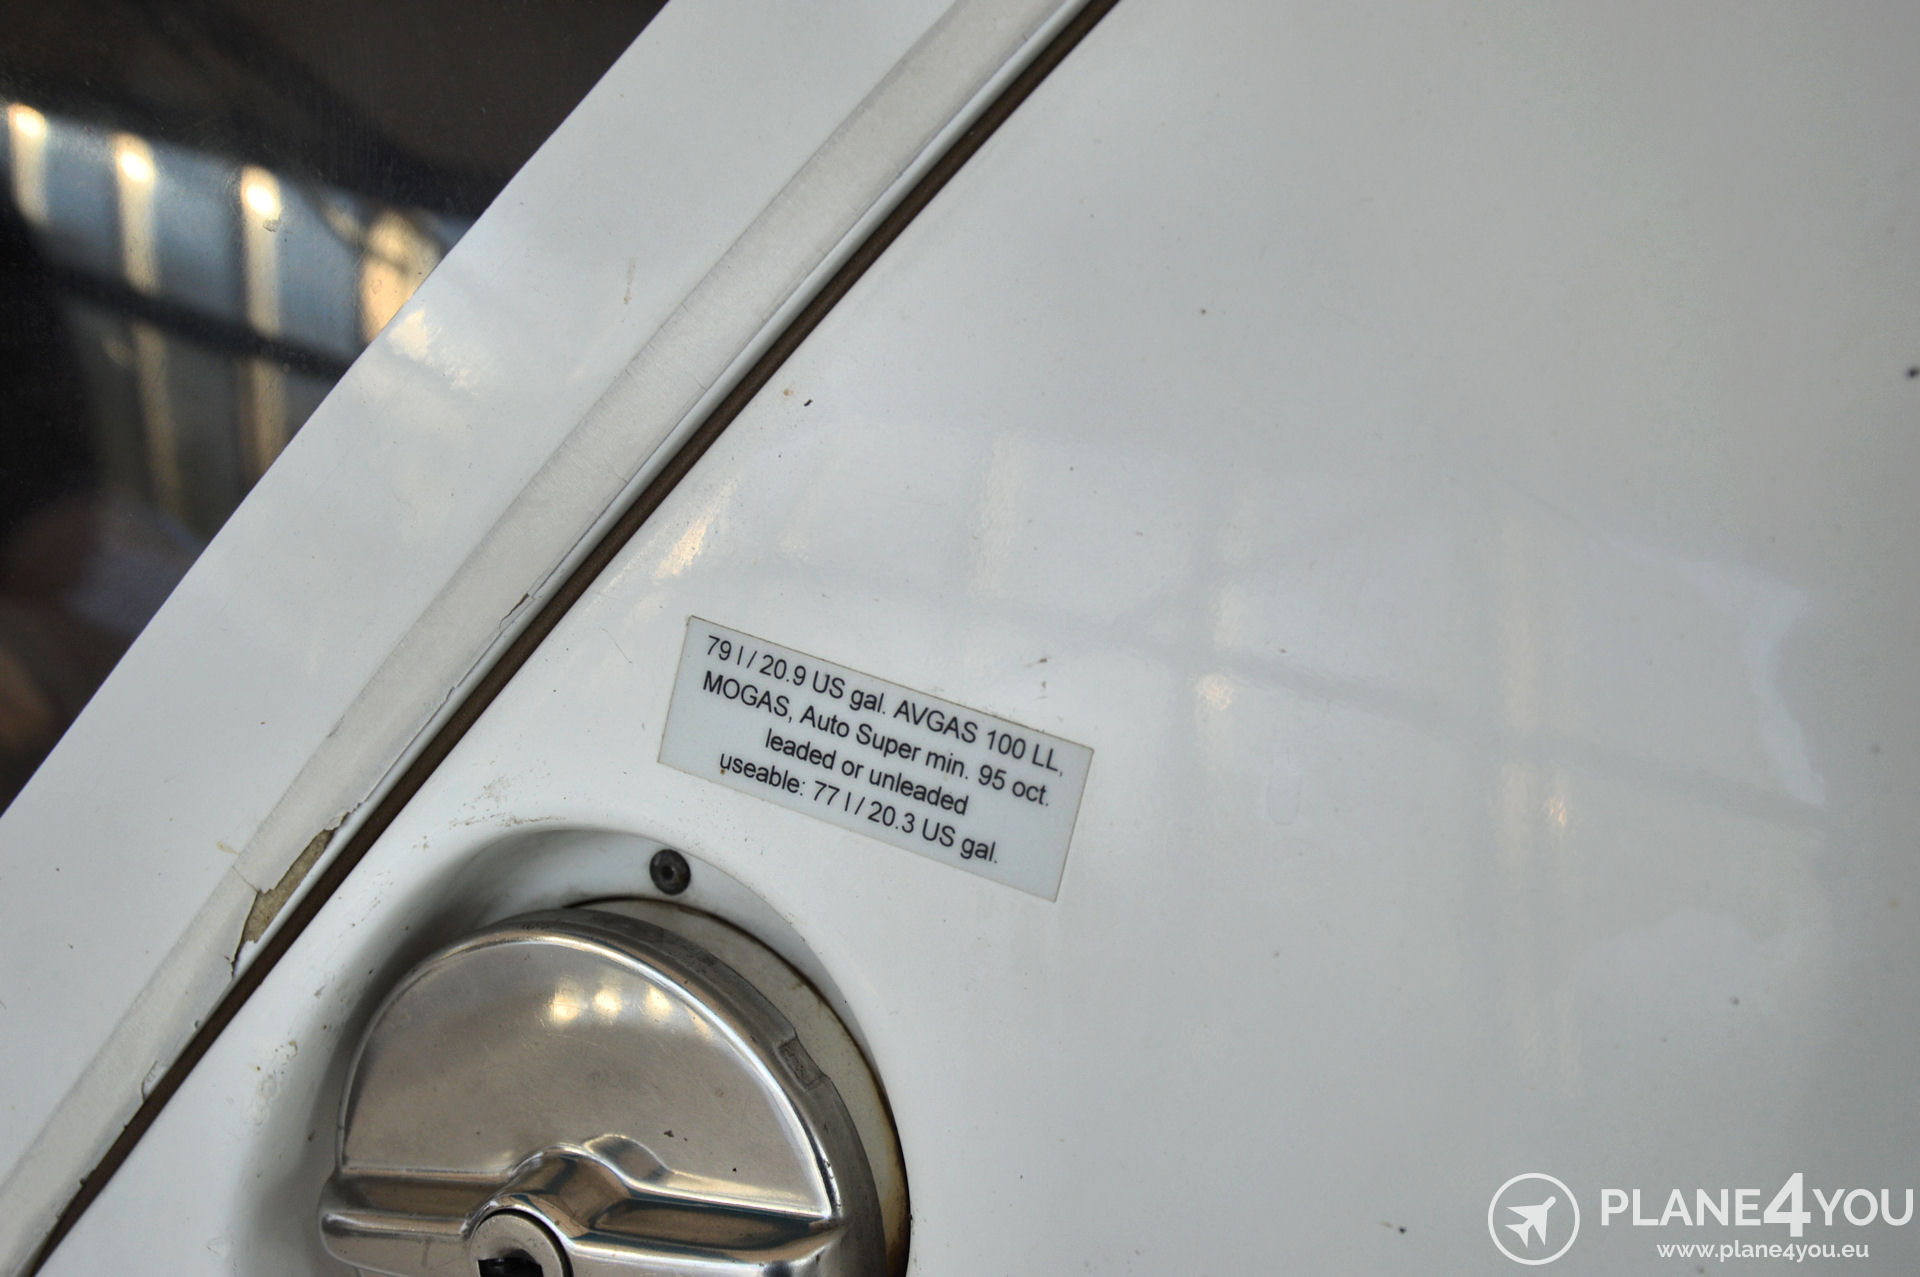 79 l / 20.9 US gal. AVGAS 100 LL,
MOGAS, Auto Super min. 95 oct.
leaded or unleaded
useable: 77 l / 20.3 US gal.
PLANE4YOU
www.plane4you.eu